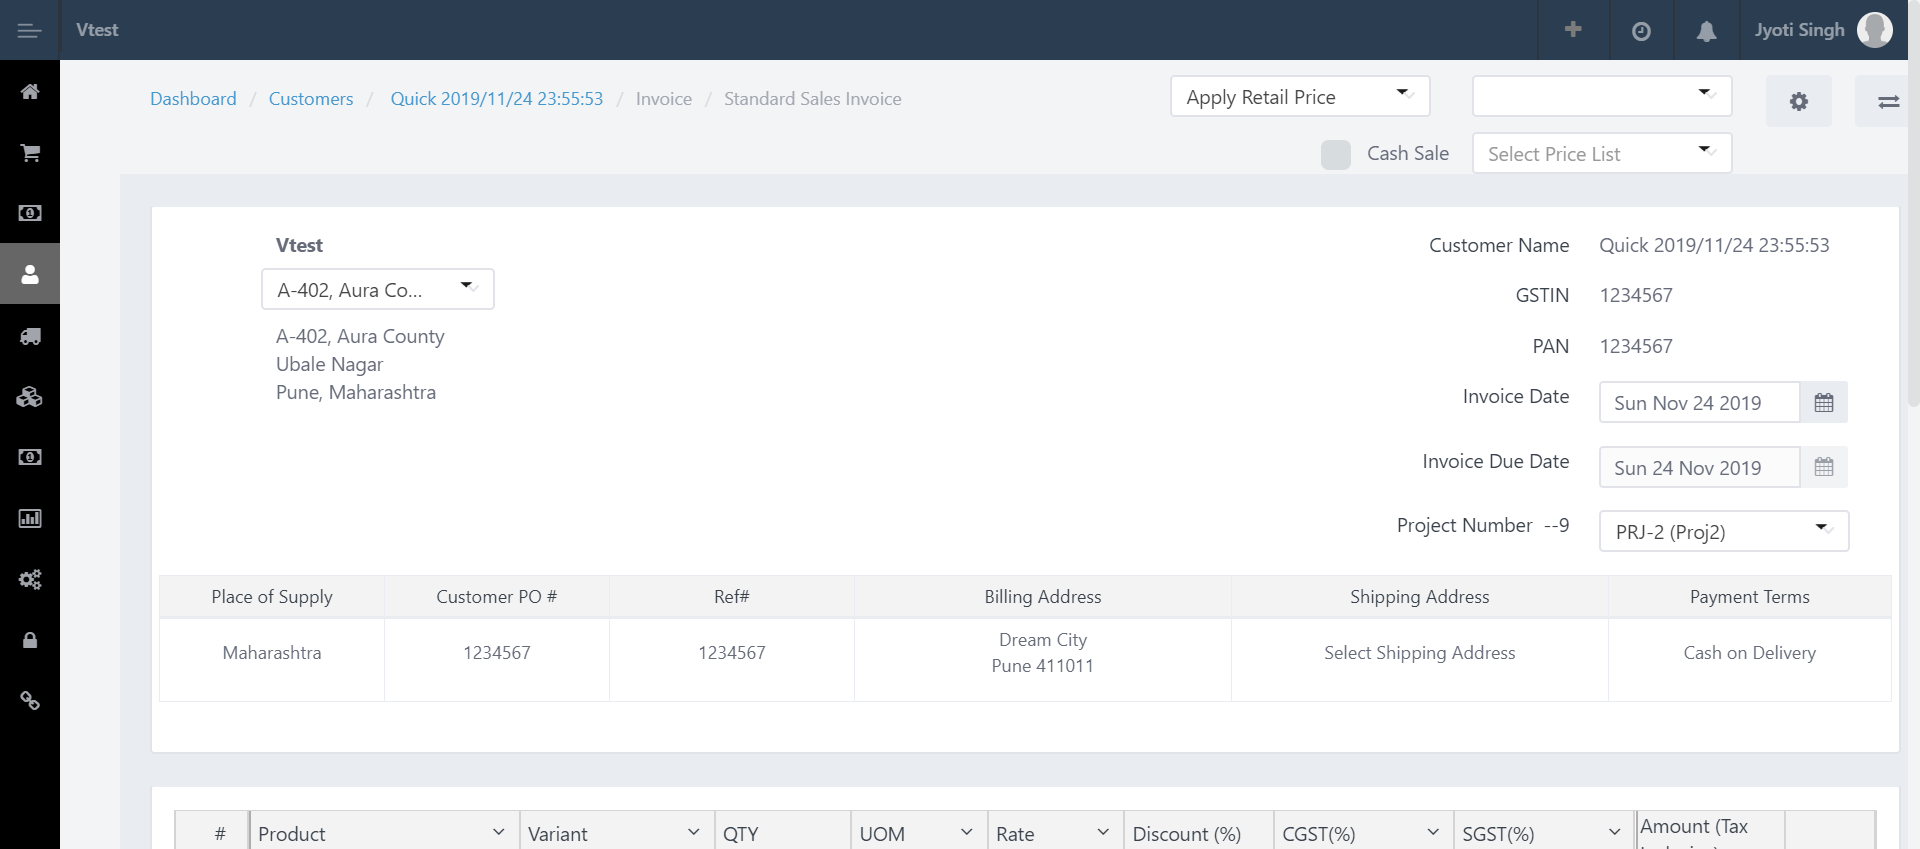 Vtest
Jyoti Singh
Dashboard / Customers / Quick 2019/11/24 23:55:53 / Invoice / Standard Sales Invoice
Apply Retail Price
Cash Sale
Select Price List
Vtest
A-402, Aura Co...
A-402, Aura County
Ubale Nagar
Pune, Maharashtra
Customer Name Quick 2019/11/24 23:55:53
GSTIN 1234567
PAN 1234567
Invoice Date Sun Nov 24 2019
Invoice Due Date Sun 24 Nov 2019
Project Number --9 PRJ-2 (Proj2)
Place of Supply Customer PO # Ref# Billing Address Shipping Address Payment Terms
Maharashtra 1234567 1234567 Dream City Select Shipping Address Cash on Delivery
Pune 411011
# Product Variant QTY UOM Rate Discount (%) CGST(%) SGST(%) Amount (Tax